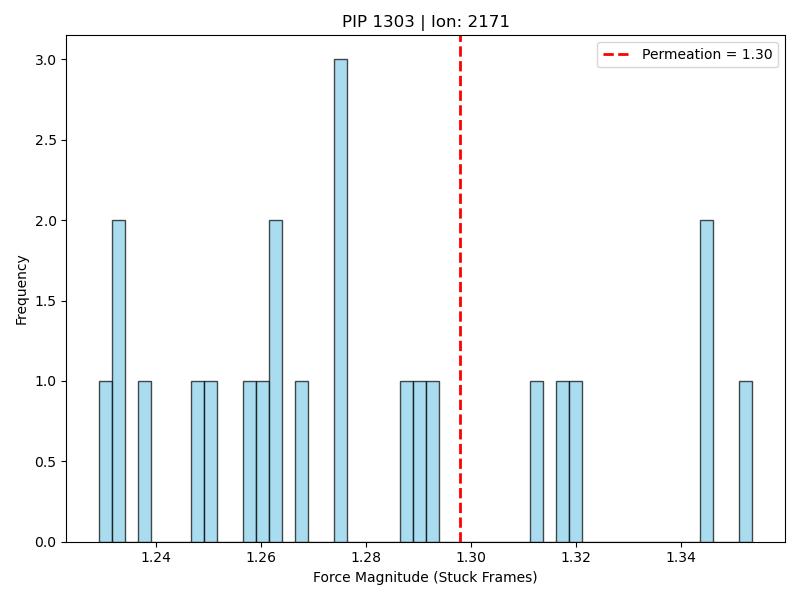 PIP 1303 | Ion: 2171
Permeation = 1.30
3.0
2.5
2.0
1.5
1.0
0.5
0.0
Frequency
1.24 1.26 1.28 1.30 1.32 1.34
Force Magnitude (Stuck Frames)